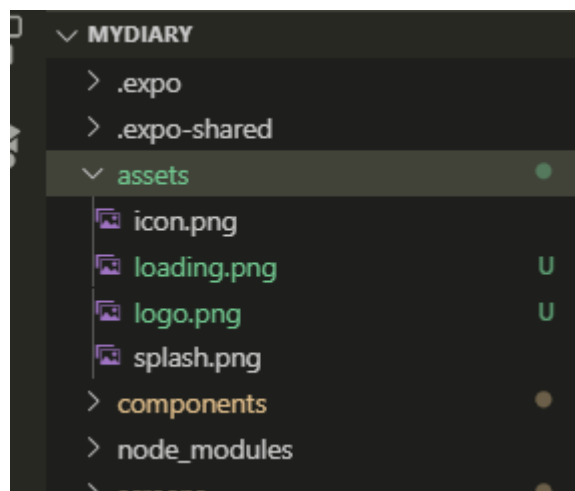 MYDIARY
.expo
.expo-shared
assets
icon.png
loading.png U
logo.png U
splash.png
components
node_modules